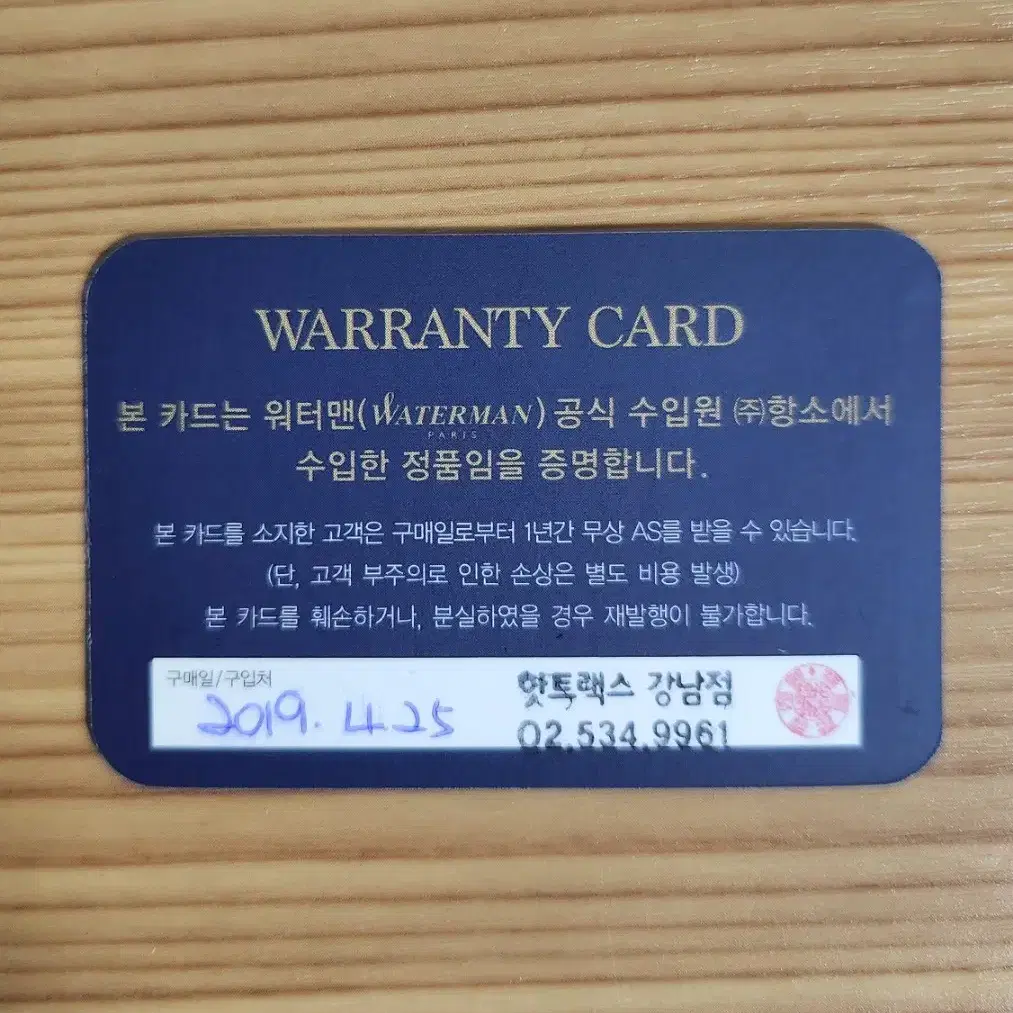 WARRANTY CARD
본 카드는 워터맨(WATERMAN) 공식 수입원 ㈜항소에서
PARIS
수입한 정품임을 증명합니다.
본 카드를 소지한 고객은 구매일로부터 1년간 무상 AS를 받을 수 있습니다.
(단, 고객 부주의로 인한 손상은 별도 비용 발생)
본 카드를 훼손하거나, 분실하였을 경우 재발행이 불가합니다.
구매일/구입처
2019. 4.25
핫트랙스 강남점
02.534.9961